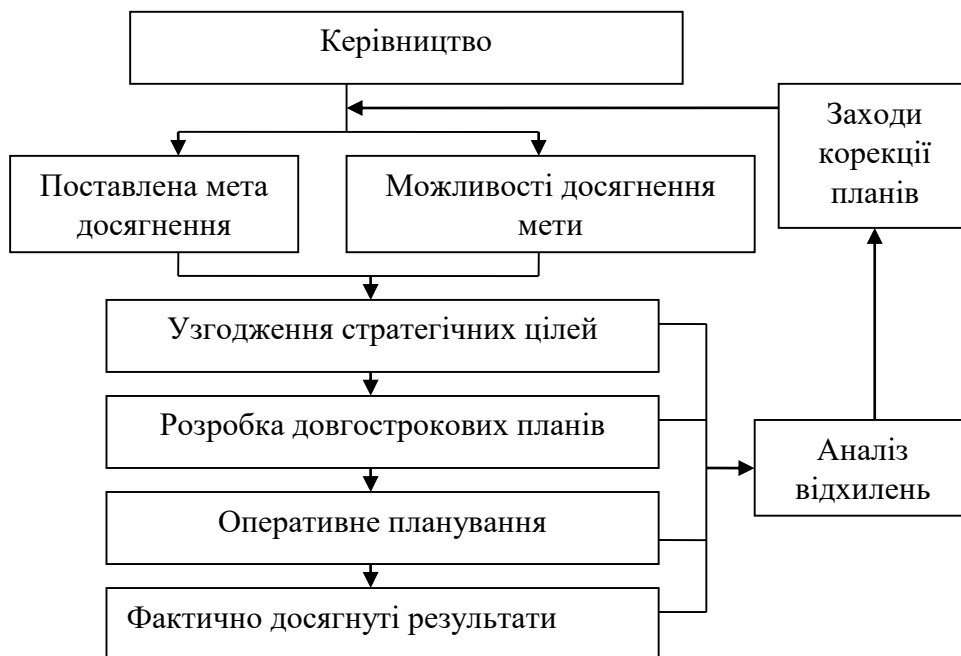 Керівництво
Заходи
корекції
планів
Поставлена мета
досягнення
Можливості досягнення
мети
Узгодження стратегічних цілей
Розробка довгострокових планів
Аналіз
відхилень
Оперативне планування
Фактично досягнуті результати